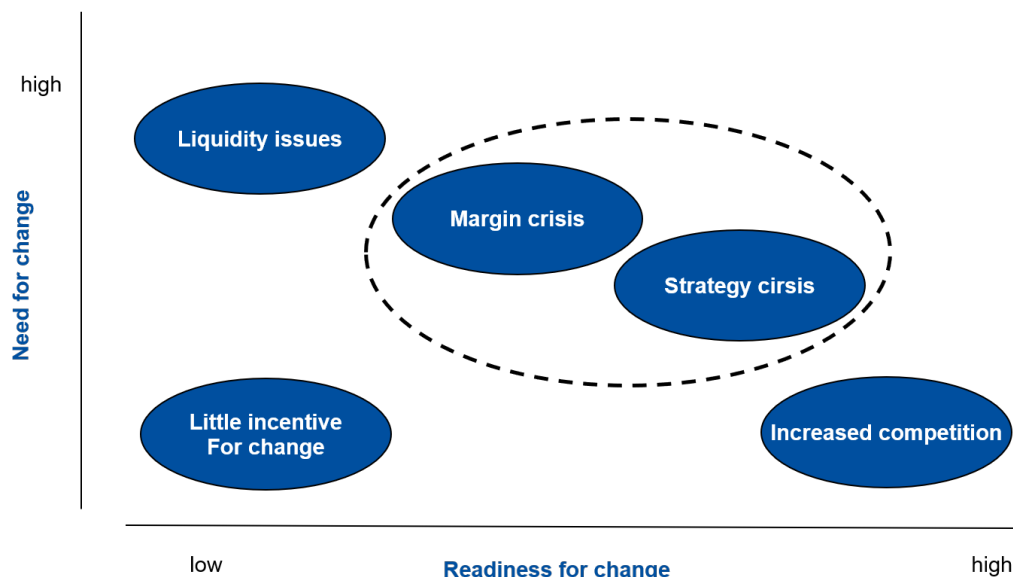 high
Liquidity issues
Margin crisis
Need for change
Strategy cirsis
Little incentive
For change
Increased competition
low
Readiness for change
high